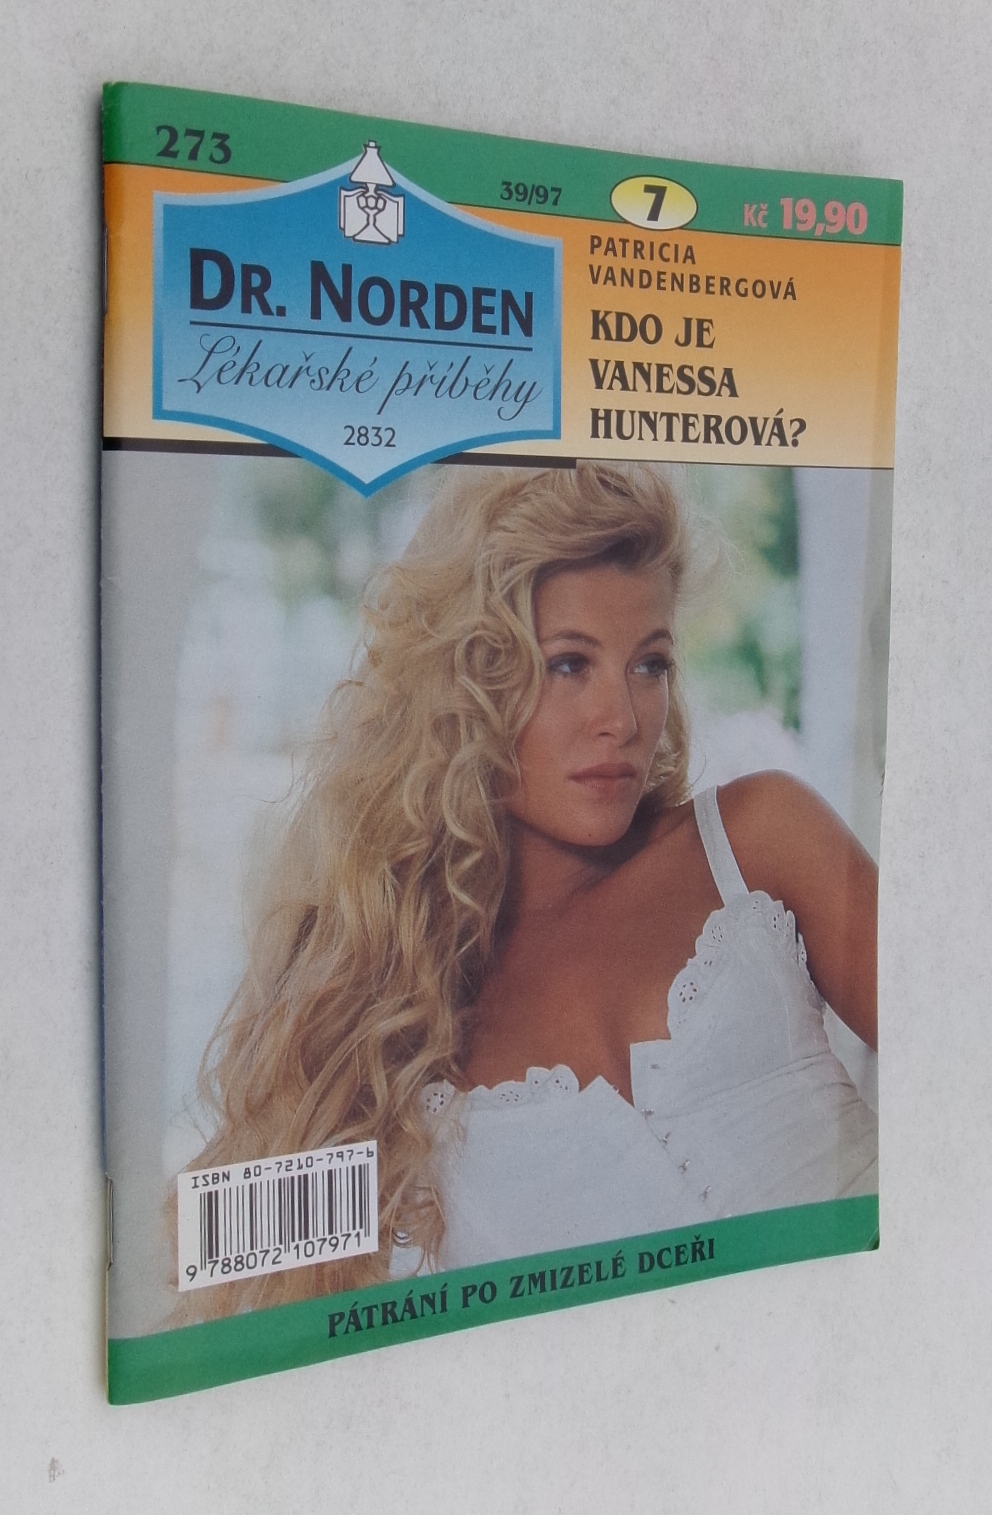 273
39/97
7
Kč 19,90
DR. NORDEN
Lékařské příběhy
2832
PATRICIA
VANDENBERGOVÁ
KDO JE
VANESSA
HUNTEROVÁ?
ISBN 80-7210-797-6
9 788072 107971
PÁTRÁNÍ PO ZMIZELÉ DCEŘI